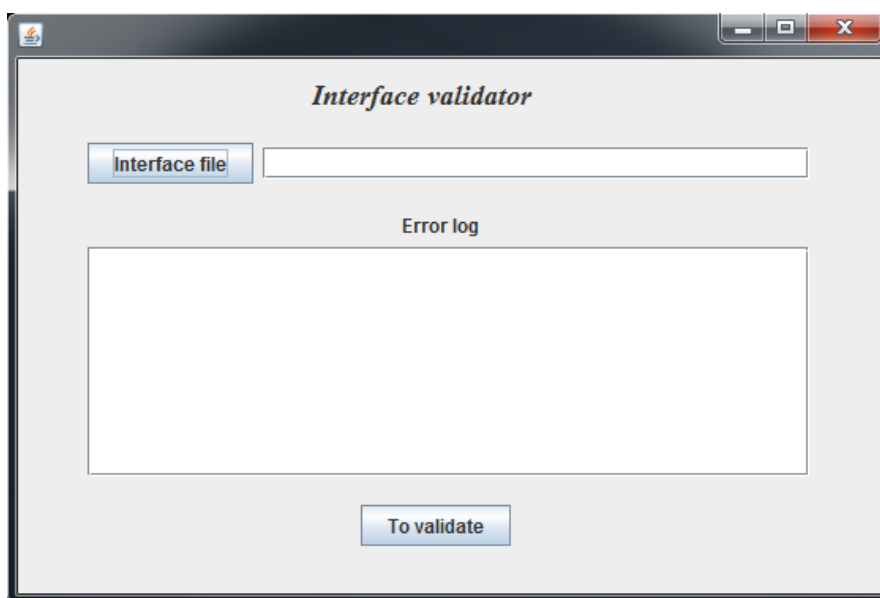 Interface validator
Interface file
Error log
To validate